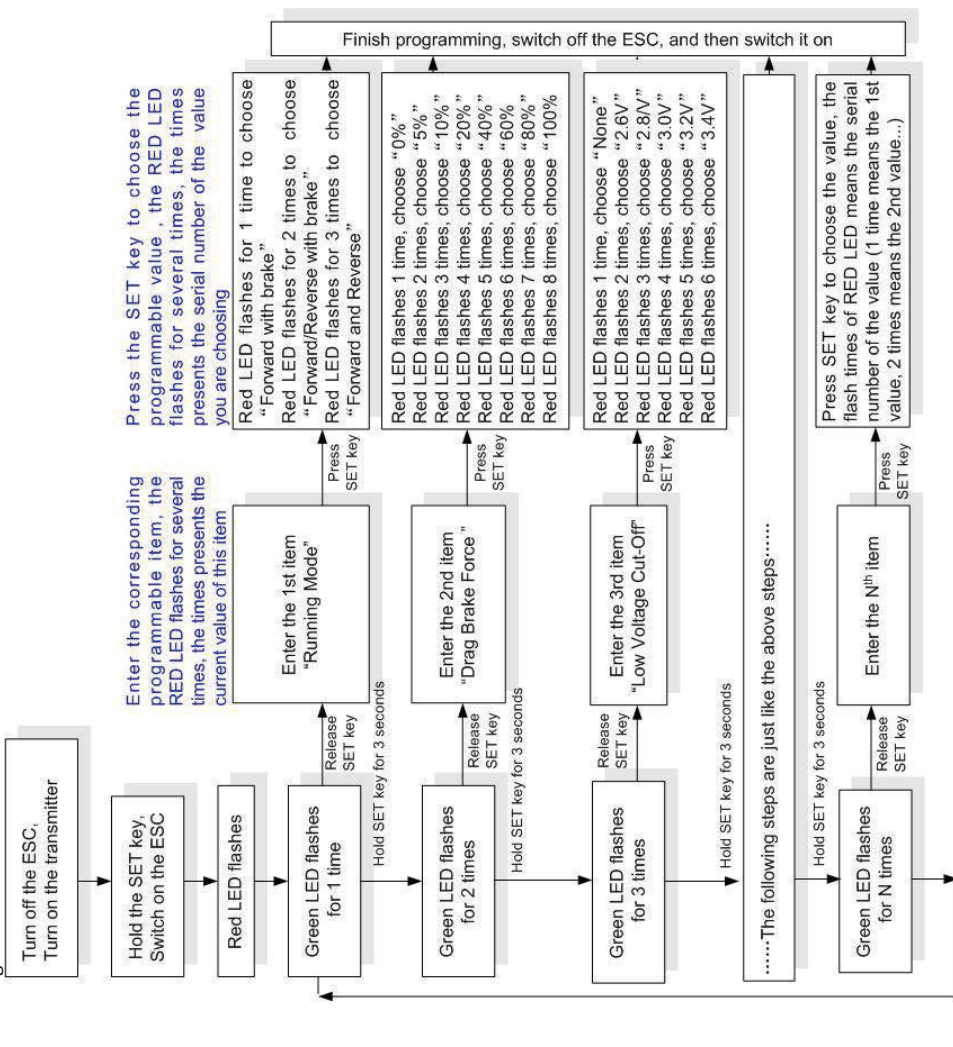 Turn off the ESC,
Turn on the transmitter
Hold the SET key,
Switch on the ESC
Red LED flashes
Enter the corresponding
programmable item, the
RED LED flashes for several
times, the times presents the
current value of this item
Press the SET key to choose the
programmable value , the RED LED
flashes for several times, the times
presents the serial number of the value
you are choosing
Green LED flashes
for 1 time
Release
SET key
Enter the 1st item
“Running Mode”
Press
SET key
Red LED flashes for 1 time to choose
“Forward with brake”
Red LED flashes for 2 times to choose
“Forward/Reverse with brake”
Red LED flashes for 3 times to choose
“Forward and Reverse”
Hold SET key for 3 seconds
Green LED flashes
for 2 times
Release
SET key
Enter the 2nd item
“Drag Brake Force ”
Press
SET key
Red LED flashes 1 time, choose “0%”
Red LED flashes 2 times, choose “5%”
Red LED flashes 3 times, choose “10%”
Red LED flashes 4 times, choose “20%”
Red LED flashes 5 times, choose “40%”
Red LED flashes 6 times, choose “60%
Red LED flashes 7 times, choose “80%”
Red LED flashes 8 times, choose “100%
Hold SET key for 3 seconds
Green LED flashes
for 3 times
Release
SET key
Enter the 3rd item
“Low Voltage Cut-Off”
Press
SET key
Red LED flashes 1 time, choose “None”
Red LED flashes 2 times, choose “2.6V”
Red LED flashes 3 times, choose “2.8/V”
Red LED flashes 4 times, choose “3.0V”
Red LED flashes 5 times, choose “3.2V”
Red LED flashes 6 times, choose “3.4V”
Hold SET key for 3 seconds
······The following steps are just like the above steps······
Hold SET key for 3 seconds
Green LED flashes
for N times
Release
SET key
Enter the Nth item
Press
SET key
Press SET key to choose the value, the
flash times of RED LED means the serial
number of the value (1 time means the 1st
value, 2 times means the 2nd value...)
Finish programming, switch off the ESC, and then switch it on